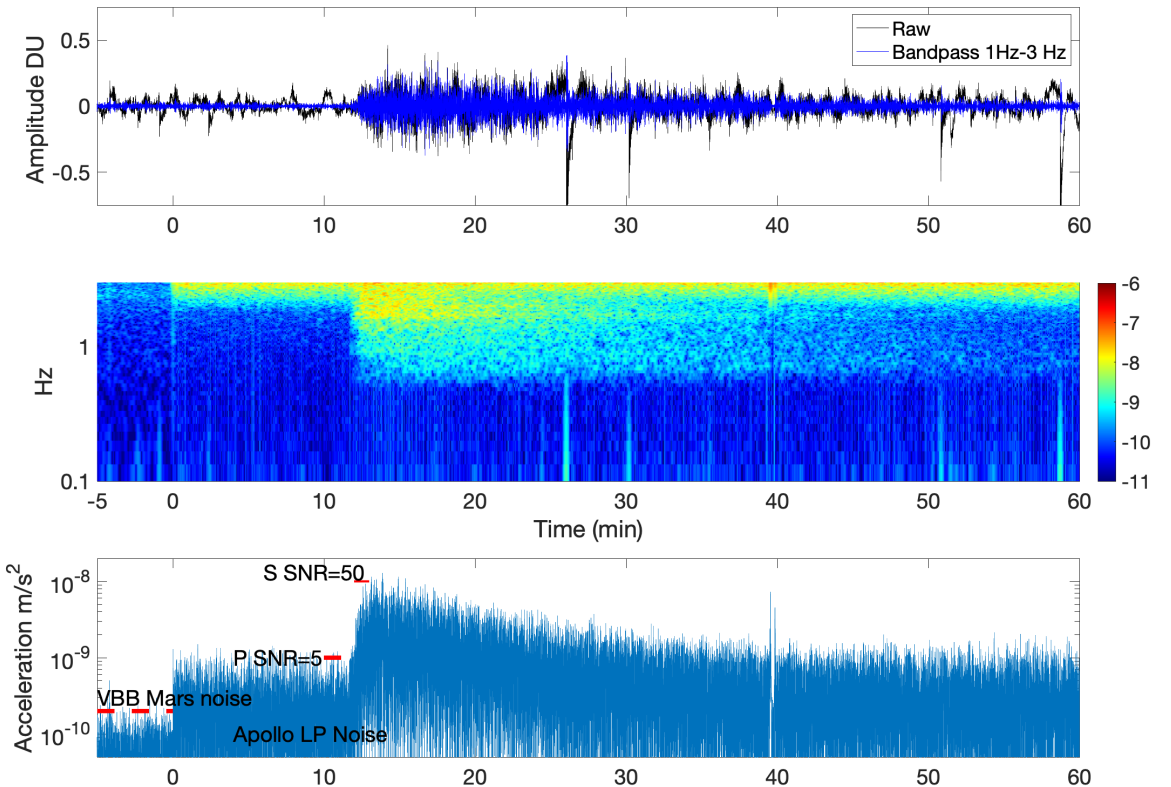 Amplitude DU
0.5
0
-0.5
Raw
Bandpass 1Hz-3 Hz
0 10 20 30 40 50 60
Hz
1
0.1
-5 0 10 20 30 40 50 60
Time (min)
-6
-7
-8
-9
-10
-11
Acceleration m/s²
10⁻⁸
10⁻⁹
10⁻¹⁰
S SNR=50
P SNR=5
VBB Mars noise
Apollo LP Noise
0 10 20 30 40 50 60